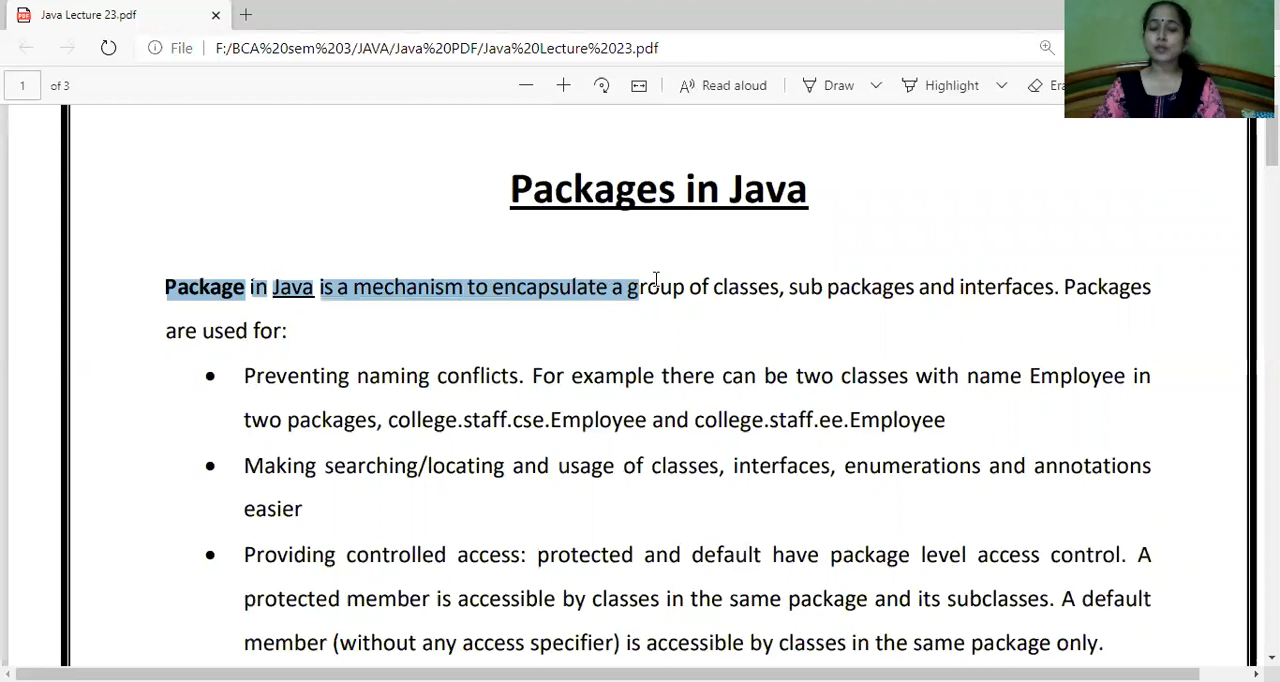 Java Lecture 23.pdf
File F:/BCA%20sem%203/JAVA/Java%20PDF/Java%20Lecture%2023.pdf
1 of 3 Read aloud Draw Highlight
Packages in Java
Package in Java is a mechanism to encapsulate a group of classes, sub packages and interfaces. Packages
are used for:
• Preventing naming conflicts. For example there can be two classes with name Employee in
two packages, college.staff.cse.Employee and college.staff.ee.Employee
• Making searching/locating and usage of classes, interfaces, enumerations and annotations
easier
• Providing controlled access: protected and default have package level access control. A
protected member is accessible by classes in the same package and its subclasses. A default
member (without any access specifier) is accessible by classes in the same package only.